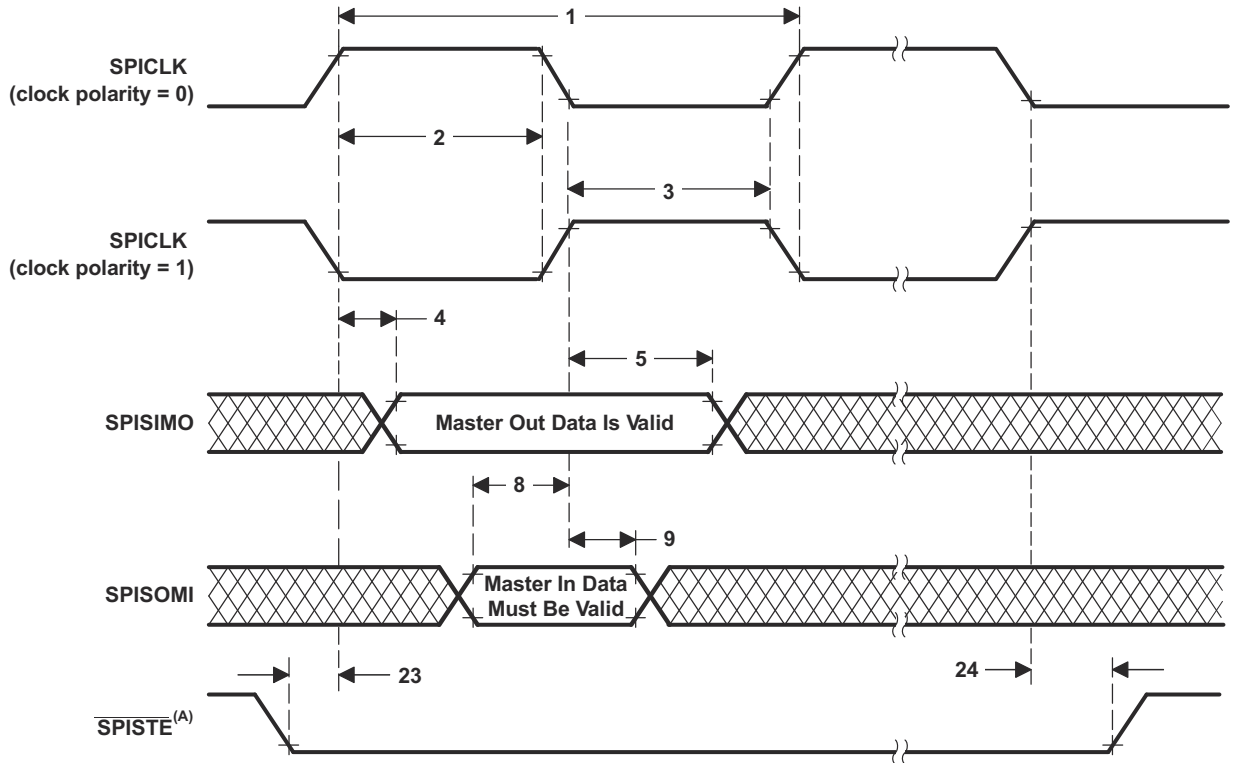 1
SPICLK
(clock polarity = 0)
2
3
SPICLK
(clock polarity = 1)
4
5
SPISIMO
Master Out Data Is Valid
8
9
SPISOMI
Master In Data
Must Be Valid
23
24
SPISTE(A)